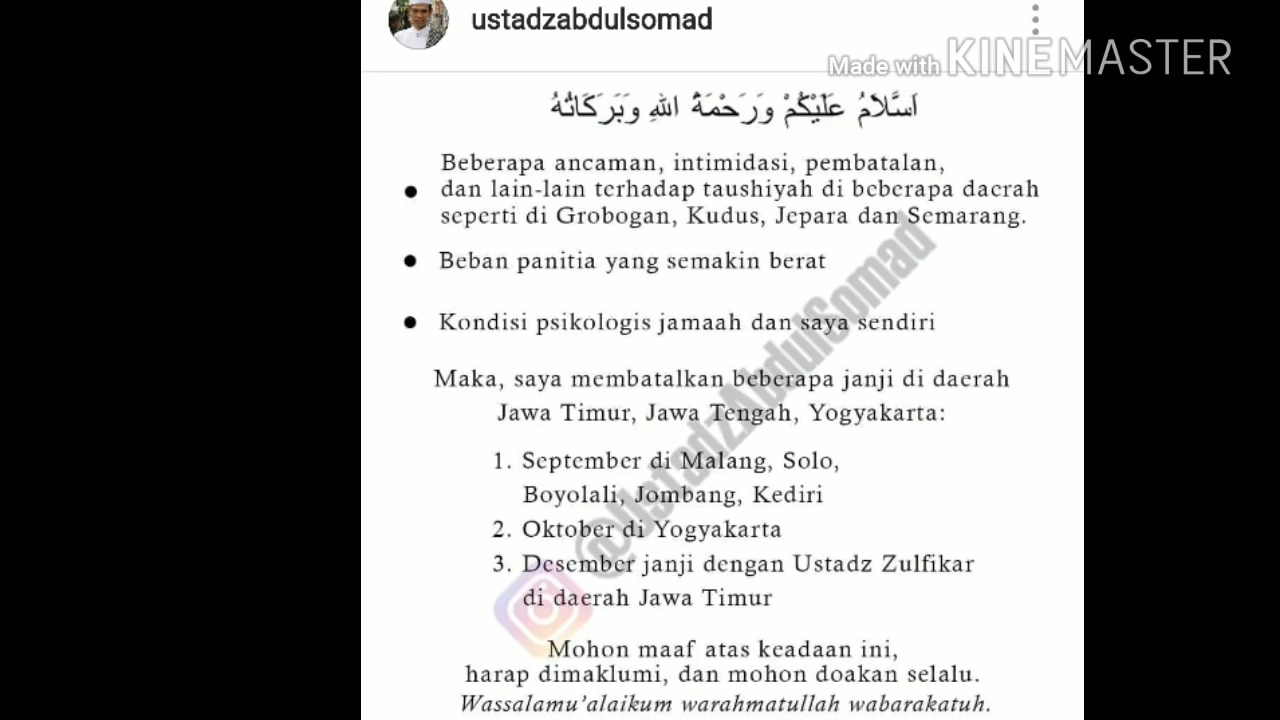 ustadzabdulsomad
Made with KINEMASTER
اَسَّلاَمُ عَلَيْكُمْ وَرَحْمَةُ اللهِ وَبَرَكَاتُهُ
Beberapa ancaman, intimidasi, pembatalan,
● dan lain-lain terhadap taushiyah di beberapa daerah
seperti di Grobogan, Kudus, Jepara dan Semarang.
● Beban panitia yang semakin berat
● Kondisi psikologis jamaah dan saya sendiri
Maka, saya membatalkan beberapa janji di daerah
Jawa Timur, Jawa Tengah, Yogyakarta:
1. September di Malang, Solo,
Boyolali, Jombang, Kediri
2. Oktober di Yogyakarta
3. Desember janji dengan Ustadz Zulfikar
di daerah Jawa Timur
Mohon maaf atas keadaan ini,
harap dimaklumi, dan mohon doakan selalu.
Wassalamu’alaikum warahmatullah wabarakatuh.
@UstadzAbdulSomad